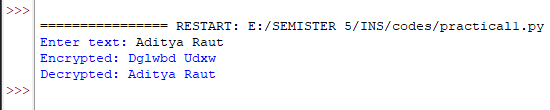 >>>
================ RESTART: E:/SEMISTER 5/INS/codes/practical1.py
Enter text: Aditya Raut
Encrypted: Dglwbd Udxw
Decrypted: Aditya Raut
>>>